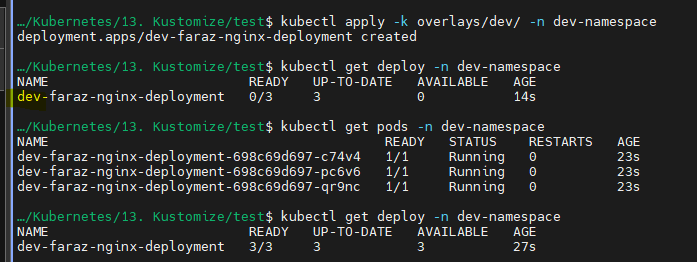 …/Kubernetes/13. Kustomize/test$ kubectl apply -k overlays/dev/ -n dev-namespace
deployment.apps/dev-faraz-nginx-deployment created
…/Kubernetes/13. Kustomize/test$ kubectl get deploy -n dev-namespace
NAME READY UP-TO-DATE AVAILABLE AGE
dev-faraz-nginx-deployment 0/3 3 0 14s
…/Kubernetes/13. Kustomize/test$ kubectl get pods -n dev-namespace
NAME READY STATUS RESTARTS AGE
dev-faraz-nginx-deployment-698c69d697-c74v4 1/1 Running 0 23s
dev-faraz-nginx-deployment-698c69d697-pc6v6 1/1 Running 0 23s
dev-faraz-nginx-deployment-698c69d697-qr9nc 1/1 Running 0 23s
…/Kubernetes/13. Kustomize/test$ kubectl get deploy -n dev-namespace
NAME READY UP-TO-DATE AVAILABLE AGE
dev-faraz-nginx-deployment 3/3 3 3 27s